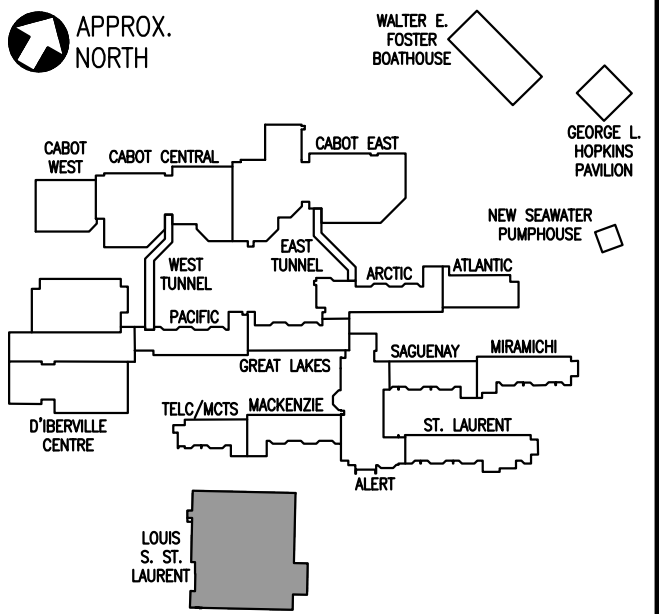 APPROX.
NORTH
WALTER E.
FOSTER
BOATHOUSE
GEORGE L.
HOPKINS
PAVILION
CABOT
WEST
CABOT CENTRAL
CABOT EAST
NEW SEAWATER
PUMPHOUSE
WEST
TUNNEL
EAST
TUNNEL
ARCTIC
ATLANTIC
PACIFIC
GREAT LAKES
SAGUENAY
MIRAMICHI
D'IBERVILLE
CENTRE
TELC/MCTS
MACKENZIE
ST. LAURENT
ALERT
LOUIS
S. ST.
LAURENT